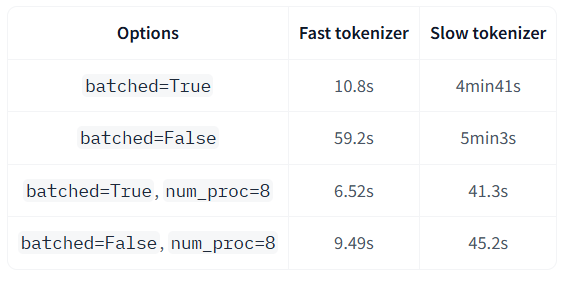 Options Fast tokenizer Slow tokenizer
batched=True 10.8s 4min41s
batched=False 59.2s 5min3s
batched=True, num_proc=8 6.52s 41.3s
batched=False, num_proc=8 9.49s 45.2s